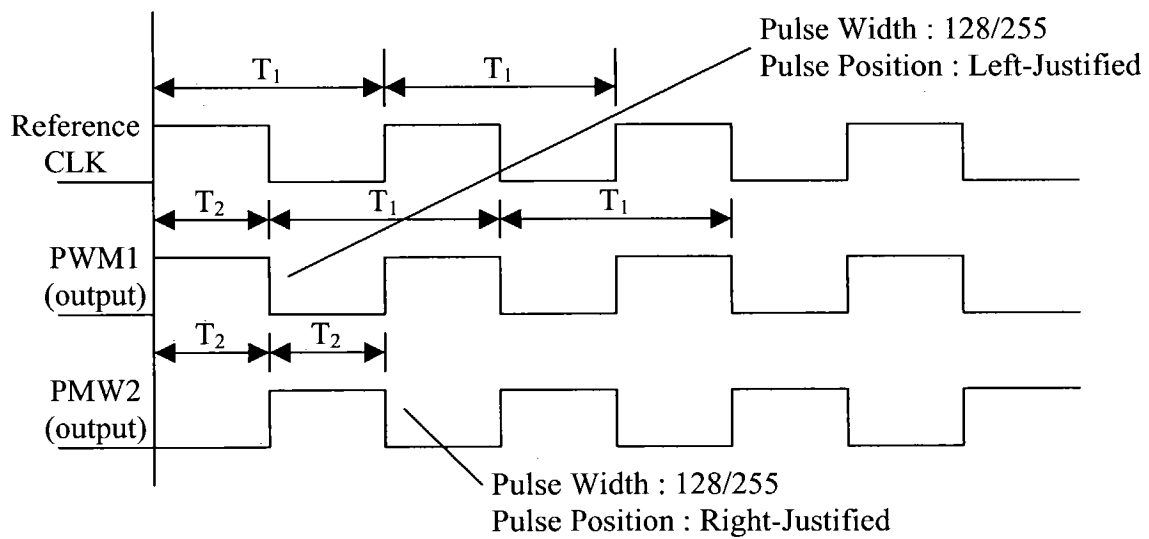 Pulse Width : 128/255
Pulse Position : Left-Justified
T₁ T₁
Reference
CLK
T₂ T₁ T₁
PWM1
(output)
T₂ T₂
PMW2
(output)
Pulse Width : 128/255
Pulse Position : Right-Justified